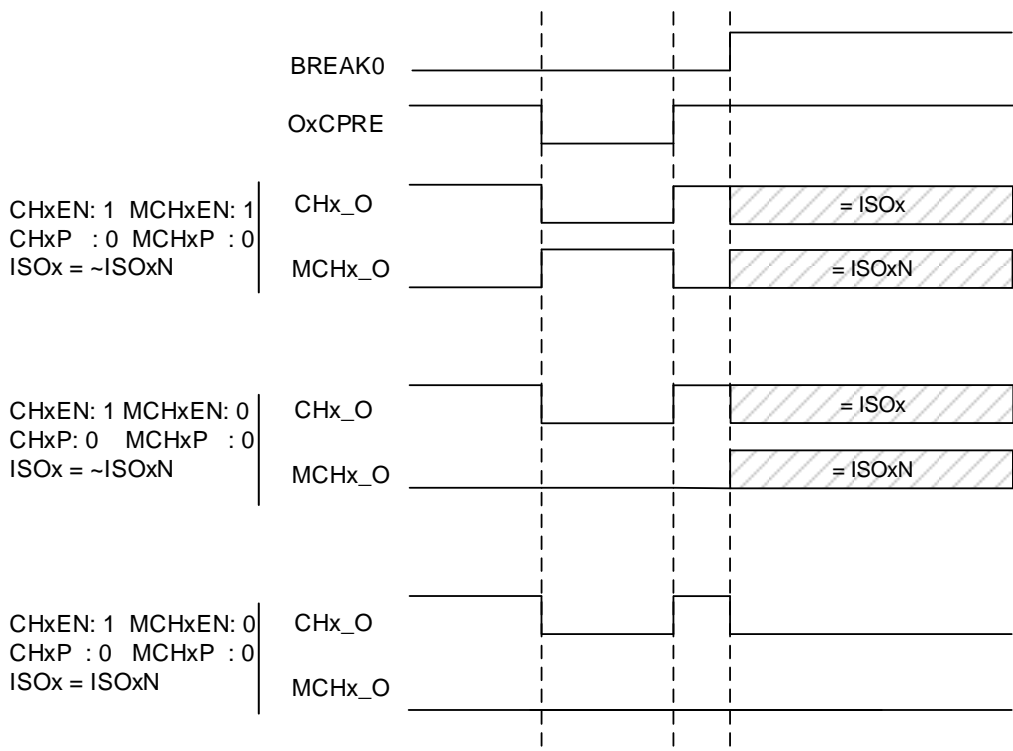 BREAK0
OxCPRE
CHxEN: 1 MCHxEN: 1
CHxP : 0 MCHxP : 0
ISOx = ~ISOxN
CHx_O
= ISOx
MCHx_O
= ISOxN
CHxEN: 1 MCHxEN: 0
CHxP: 0 MCHxP : 0
ISOx = ~ISOxN
CHx_O
= ISOx
MCHx_O
= ISOxN
CHxEN: 1 MCHxEN: 0
CHxP : 0 MCHxP : 0
ISOx = ISOxN
CHx_O
MCHx_O